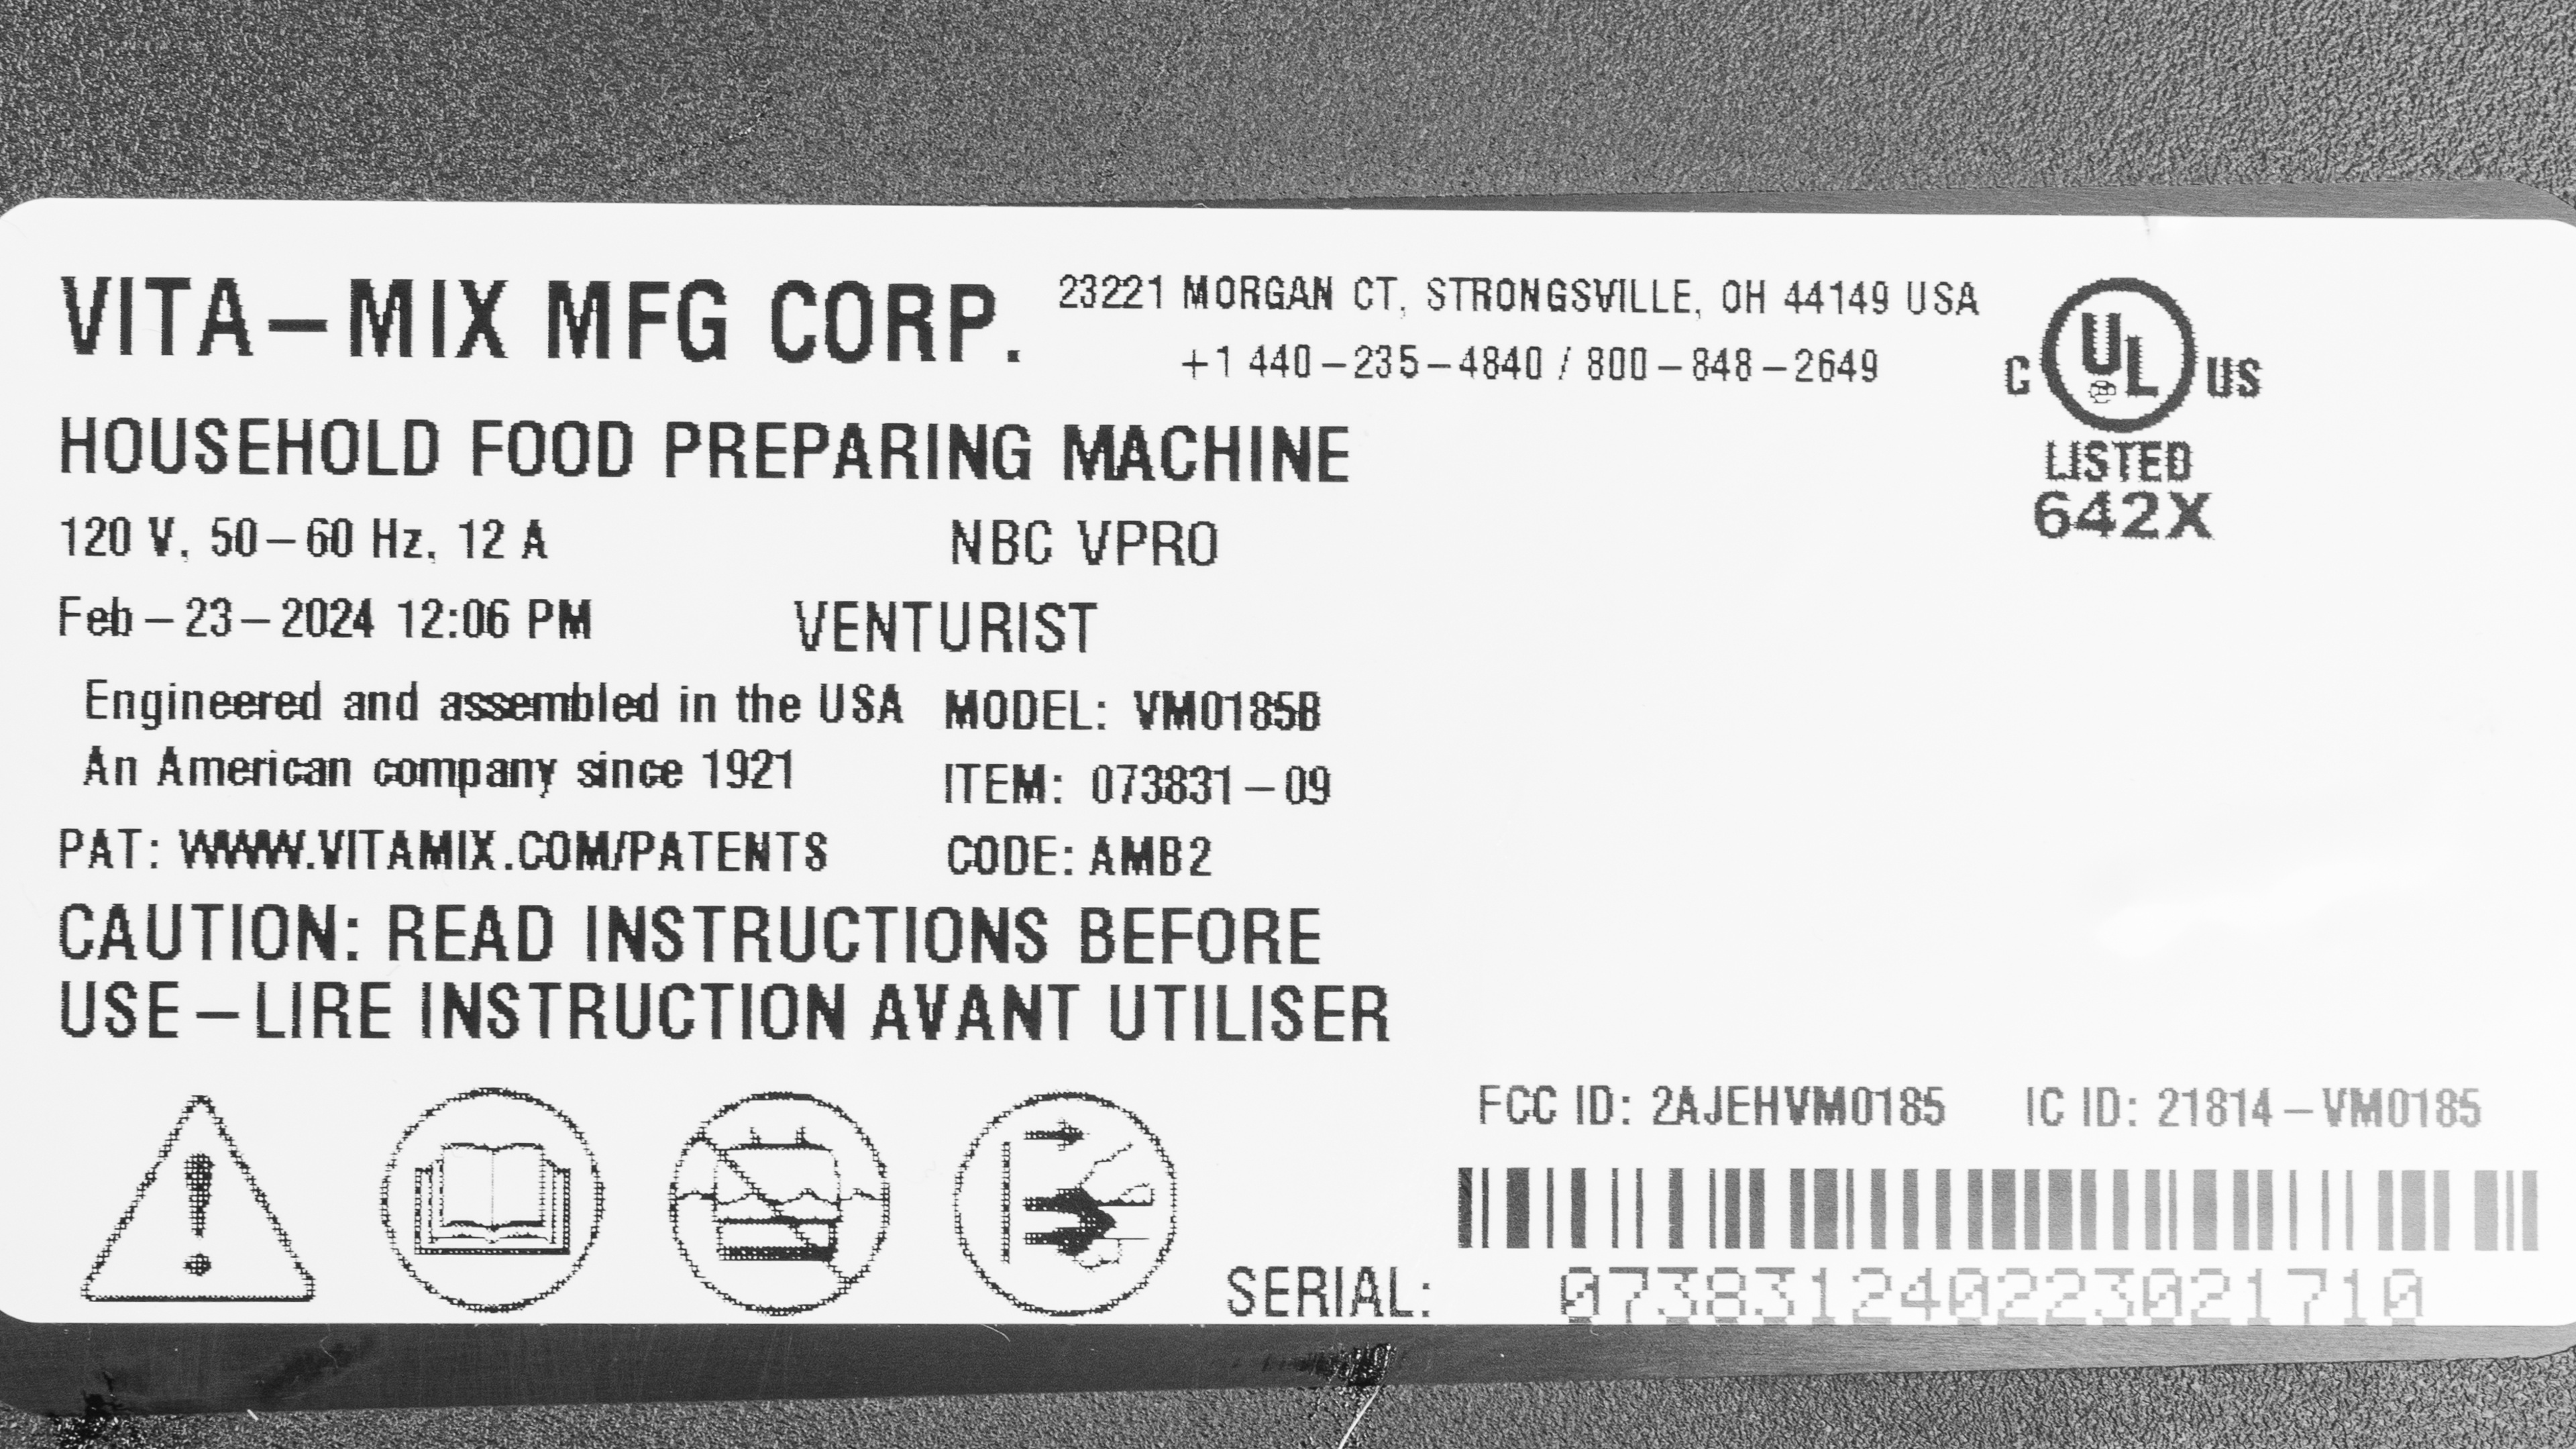 VITA-MIX MFG CORP.
23221 MORGAN CT, STRONGSVILLE, OH 44149 USA
+1 440-235-4840 / 800-848-2649
C UL US
LISTED
642X
HOUSEHOLD FOOD PREPARING MACHINE
120 V, 50-60 Hz, 12 A
NBC VPRO
Feb-23-2024 12:06 PM
VENTURIST
Engineered and assembled in the USA
MODEL: VM0185B
An American company since 1921
ITEM: 073831-09
PAT: WWW.VITAMIX.COM/PATENTS
CODE: AMB2
CAUTION: READ INSTRUCTIONS BEFORE
USE-LIRE INSTRUCTION AVANT UTILISER
FCC ID: 2AJEHVM0185 IC ID: 21814-VM0185
SERIAL: 073831240223021710